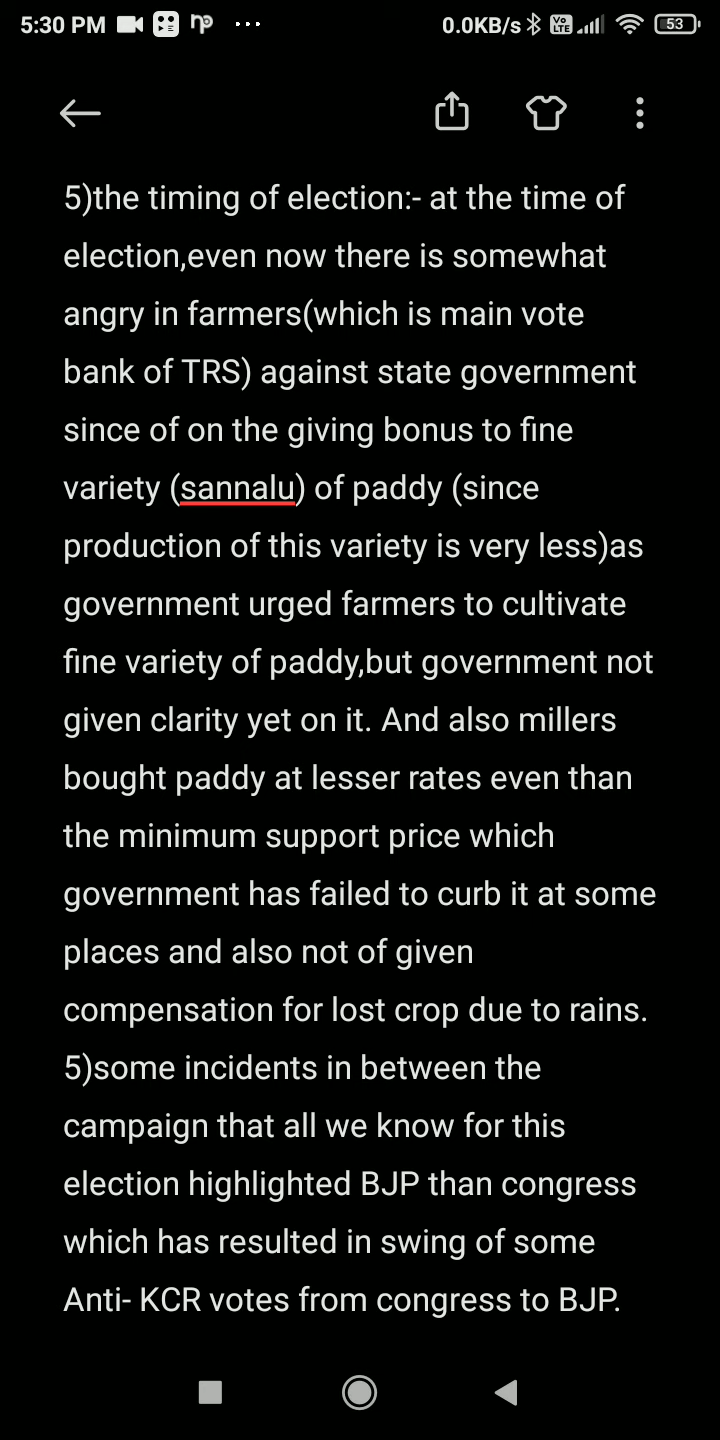 5:30 PM ... 0.0KB/s Vo LTE 53
5)the timing of election:- at the time of
election,even now there is somewhat
angry in farmers(which is main vote
bank of TRS) against state government
since of on the giving bonus to fine
variety (sannalu) of paddy (since
production of this variety is very less)as
government urged farmers to cultivate
fine variety of paddy,but government not
given clarity yet on it. And also millers
bought paddy at lesser rates even than
the minimum support price which
government has failed to curb it at some
places and also not of given
compensation for lost crop due to rains.
5)some incidents in between the
campaign that all we know for this
election highlighted BJP than congress
which has resulted in swing of some
Anti- KCR votes from congress to BJP.